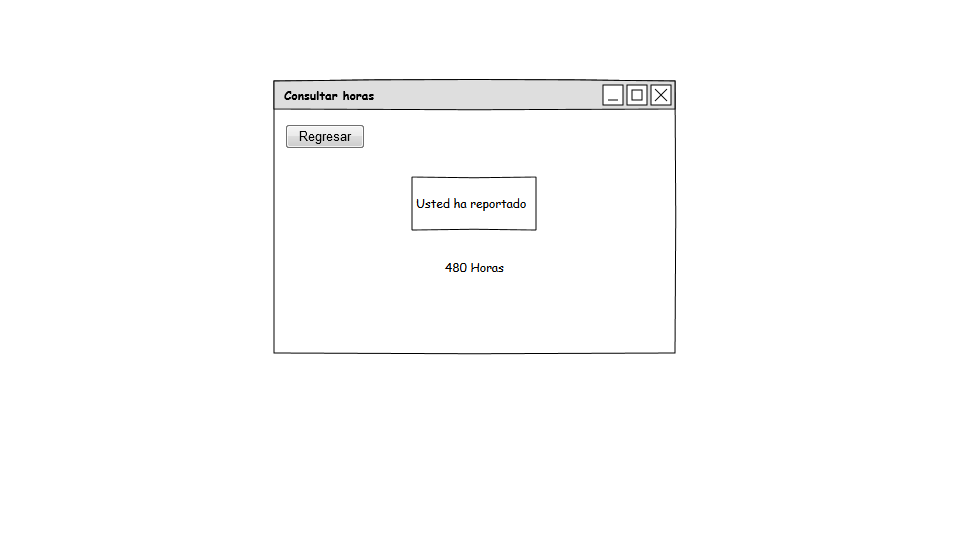 Consultar horas
Regresar
Usted ha reportado
480 Horas